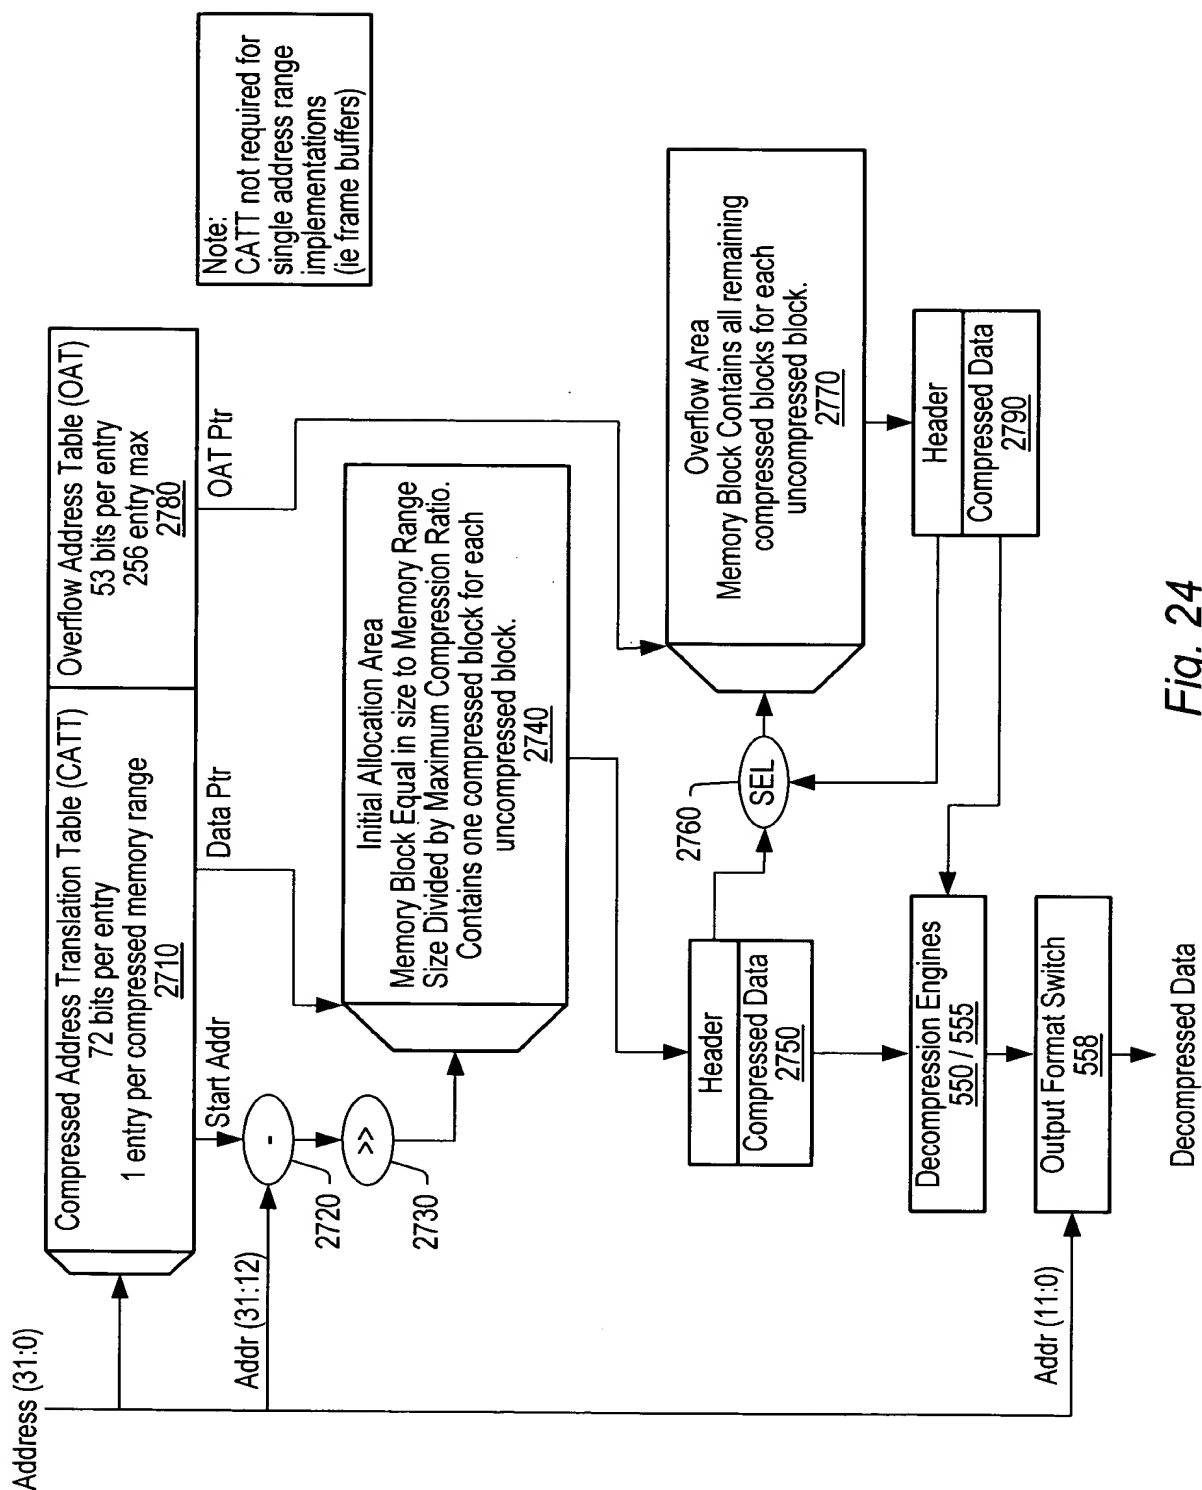 Address (31:0)
Compressed Address Translation Table (CATT)
72 bits per entry
1 entry per compressed memory range
2710
Overflow Address Table (OAT)
53 bits per entry
256 entry max
2780
Note:
CATT not required for
single address range
implementations
(ie frame buffers)
Start Addr
Data Ptr
OAT Ptr
Addr (31:12)
-
2720
>>
2730
Initial Allocation Area
Memory Block Equal in size to Memory Range
Size Divided by Maximum Compression Ratio.
Contains one compressed block for each
uncompressed block.
2740
Overflow Area
Memory Block Contains all remaining
compressed blocks for each
uncompressed block.
2770
2760
SEL
Header
Compressed Data
2750
Header
Compressed Data
2790
Decompression Engines
550 / 555
Addr (11:0)
Output Format Switch
558
Decompressed Data
Fig. 24